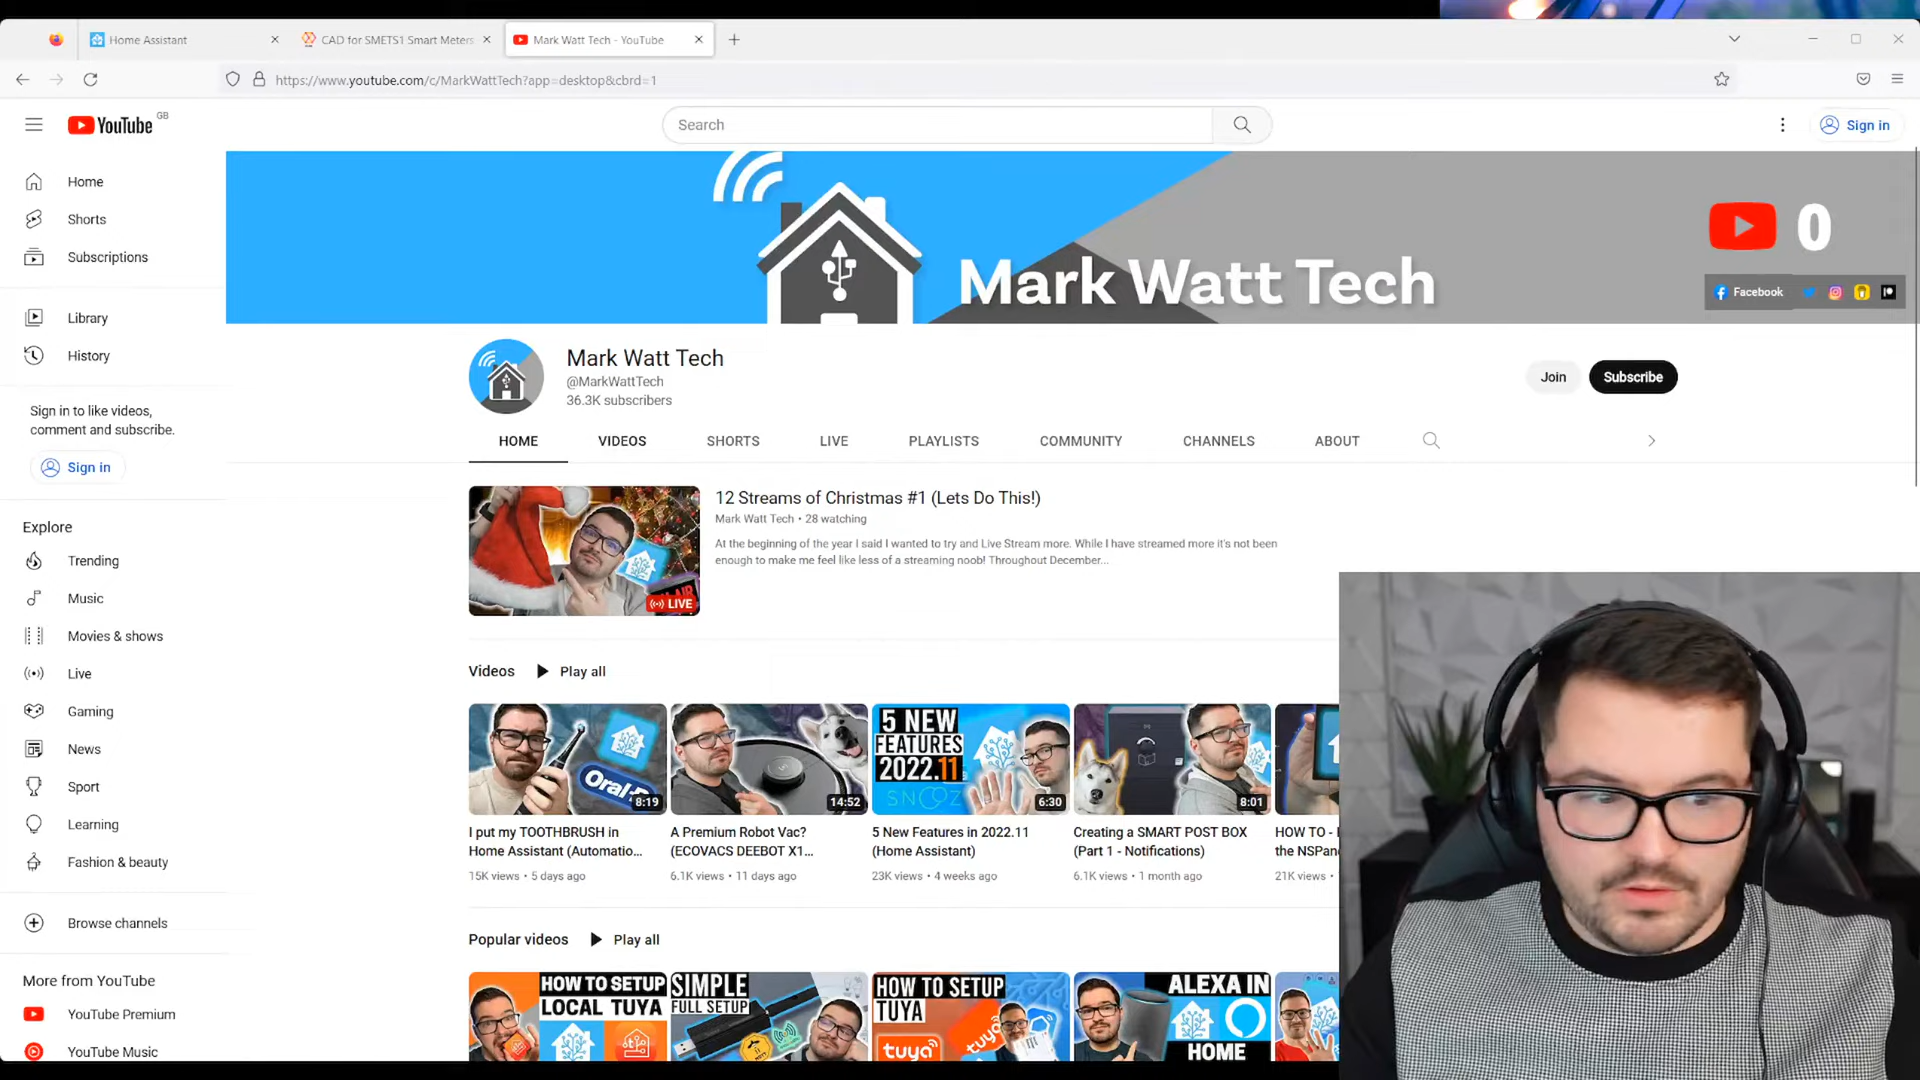 Home Assistant
CAD for SMETS1 Smart Meters
Mark Watt Tech - YouTube
https://www.youtube.com/c/MarkWattTech?app=desktop&cbrd=1
YouTube GB
Search
Sign in
Home
Shorts
Subscriptions
Library
History
Sign in to like videos,
comment and subscribe.
Sign in
Explore
Trending
Music
Movies & shows
Live
Gaming
News
Sport
Learning
Fashion & beauty
Browse channels
More from YouTube
YouTube Premium
YouTube Music
Mark Watt Tech
0
Facebook
Mark Watt Tech
@MarkWattTech
36.3K subscribers
Join
Subscribe
HOME VIDEOS SHORTS LIVE PLAYLISTS COMMUNITY CHANNELS ABOUT
LIVE
12 Streams of Christmas #1 (Lets Do This!)
Mark Watt Tech • 28 watching
At the beginning of the year I said I wanted to try and Live Stream more. While I have streamed more it's not been
enough to make me feel like less of a streaming noob! Throughout December...
Videos
Play all
Oral-B
8:19
I put my TOOTHBRUSH in
Home Assistant (Automatio...
15K views • 5 days ago
14:52
A Premium Robot Vac?
(ECOVACS DEEBOT X1...
6.1K views • 11 days ago
5 NEW
FEATURES
2022.11
SNOOZ
6:30
5 New Features in 2022.11
(Home Assistant)
23K views • 4 weeks ago
8:01
Creating a SMART POST BOX
(Part 1 - Notifications)
6.1K views • 1 month ago
HOW TO -
the NSPan
21K views •
Popular videos
Play all
HOW TO SETUP
LOCAL TUYA
SIMPLE
FULL SETUP
HOW TO SETUP
TUYA
tuya
ALEXA IN
HOME